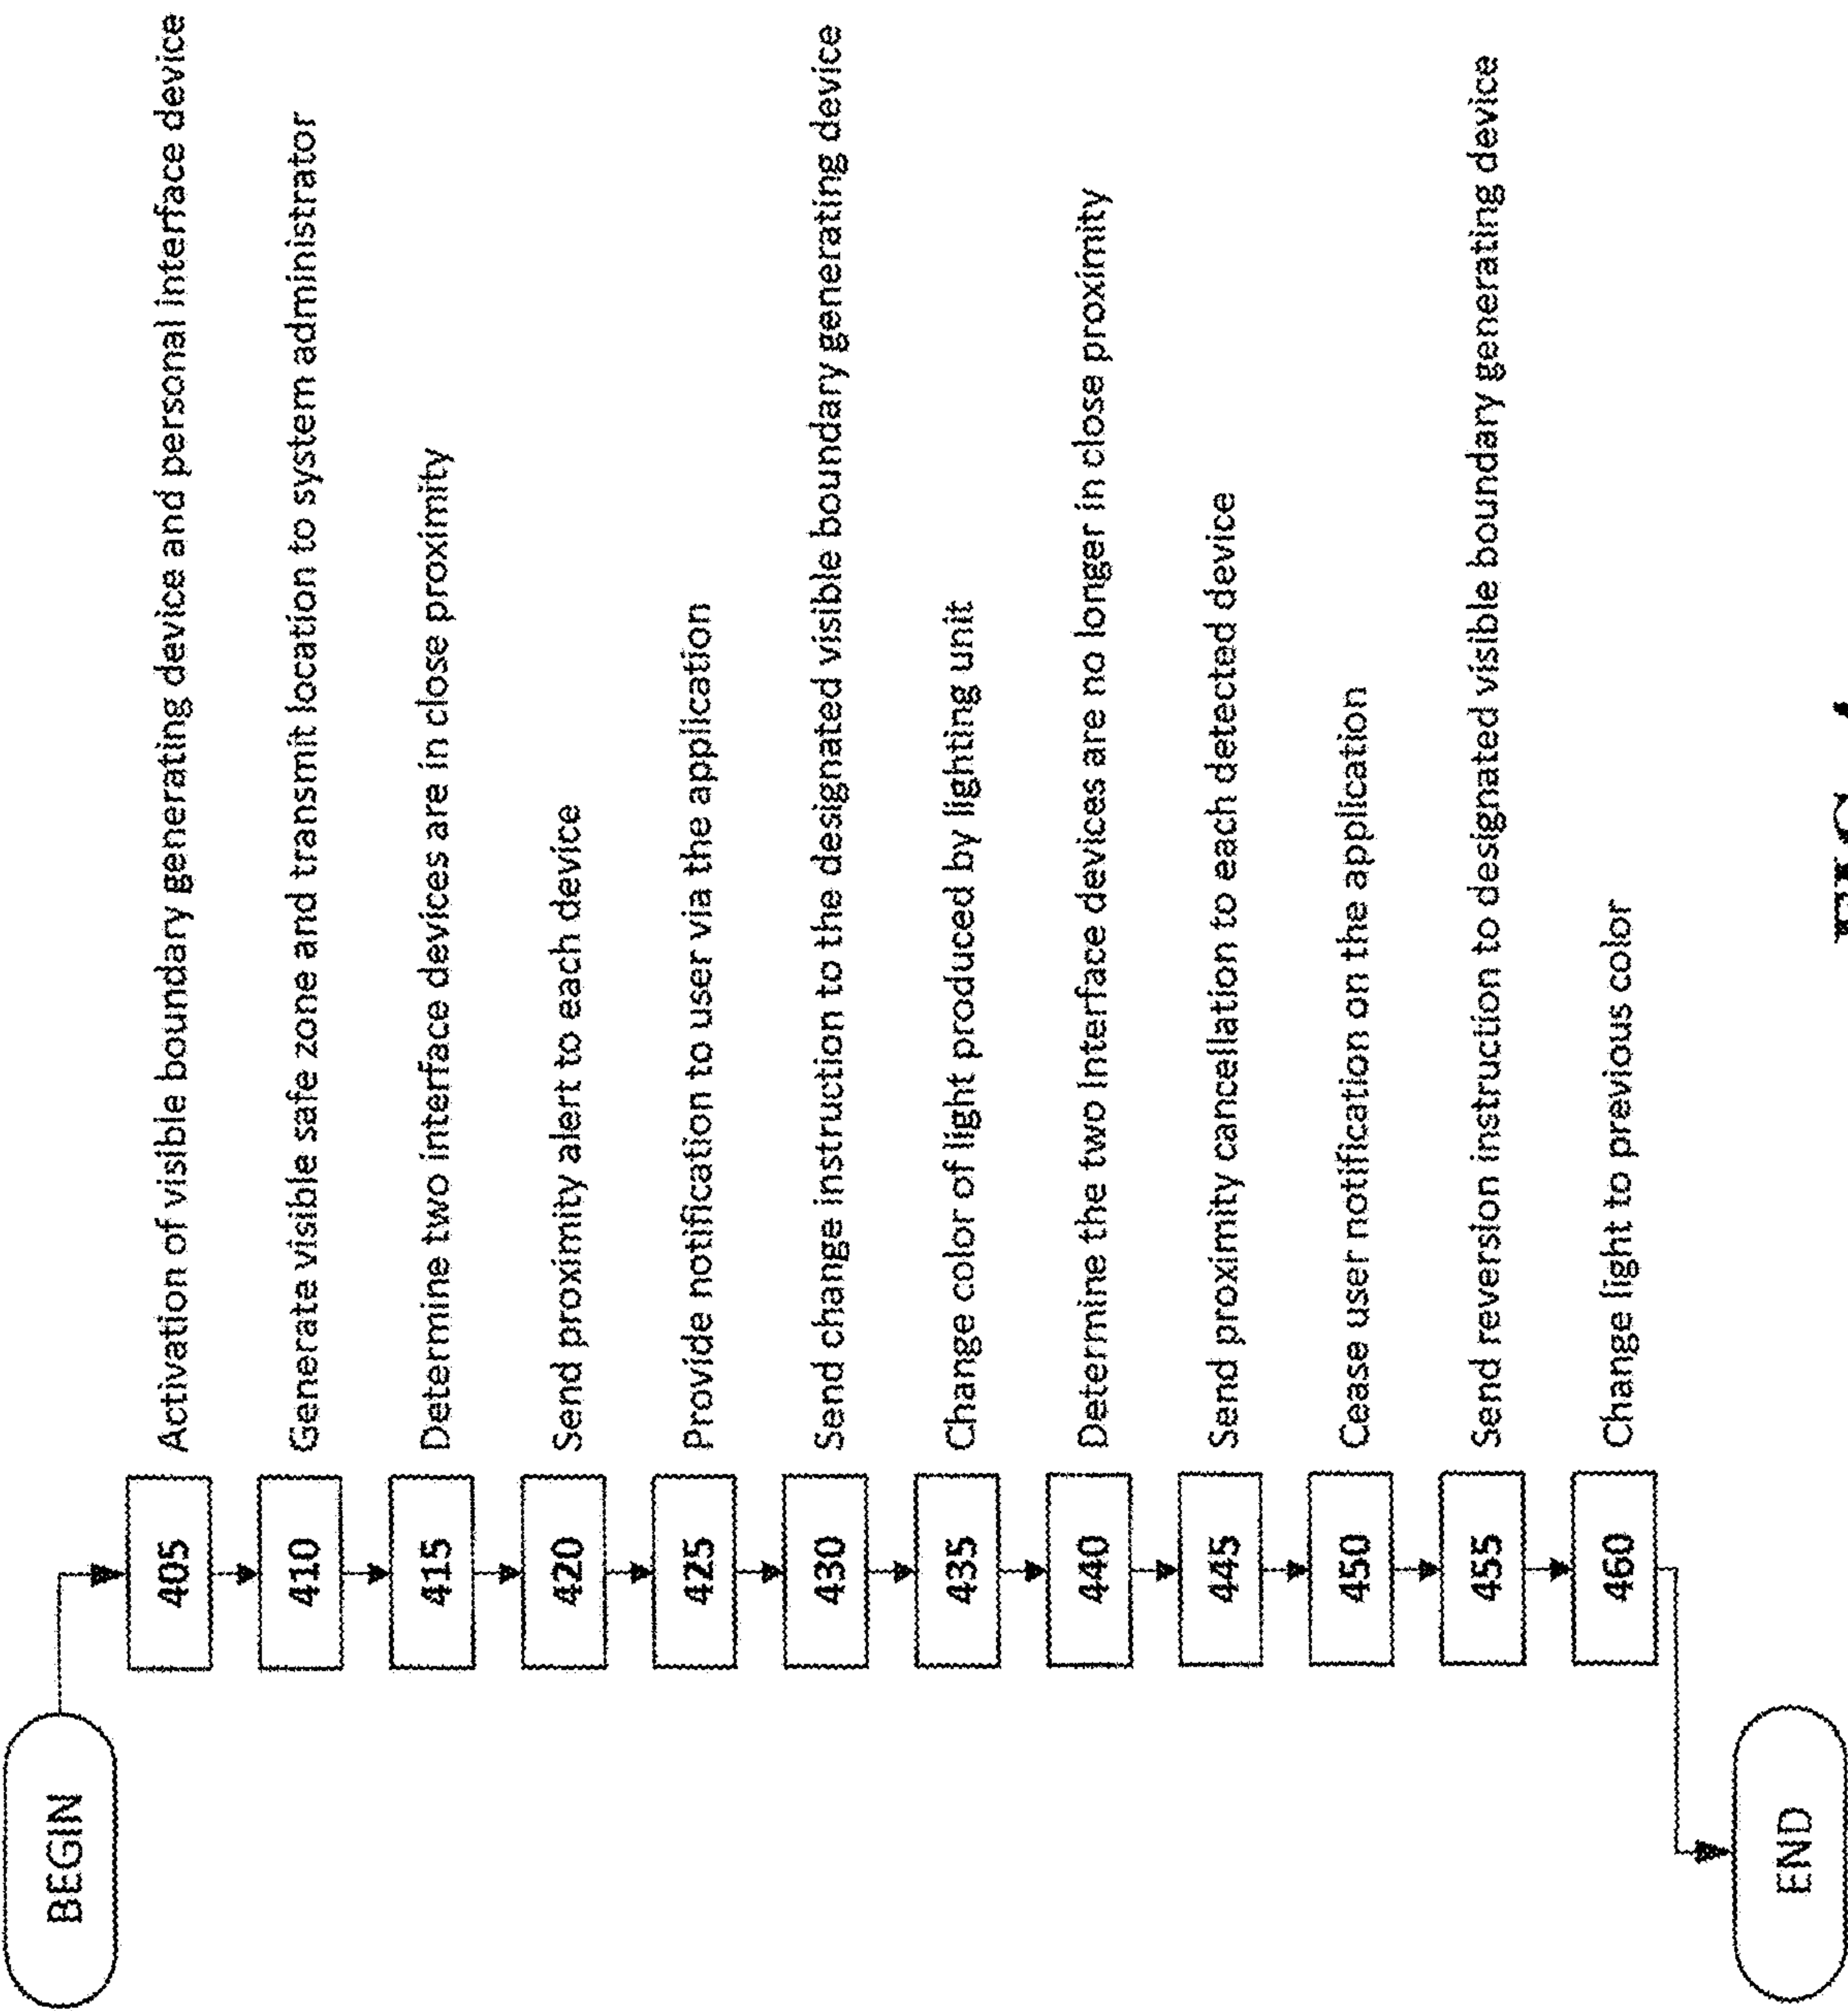 BEGIN
405 Activation of visible boundary generating device and personal interface device
410 Generate visible safe zone and transmit location to system administrator
415 Determine two interface devices are in close proximity
420 Send proximity alert to each device
425 Provide notification to user via the application
430 Send change instruction to the designated visible boundary generating device
435 Change color of light produced by lighting unit
440 Determine the two Interface devices are no longer in close proximity
445 Send proximity cancellation to each detected device
450 Cease user notification on the application
455 Send reversion instruction to designated visible boundary generating device
460 Change light to previous color
END